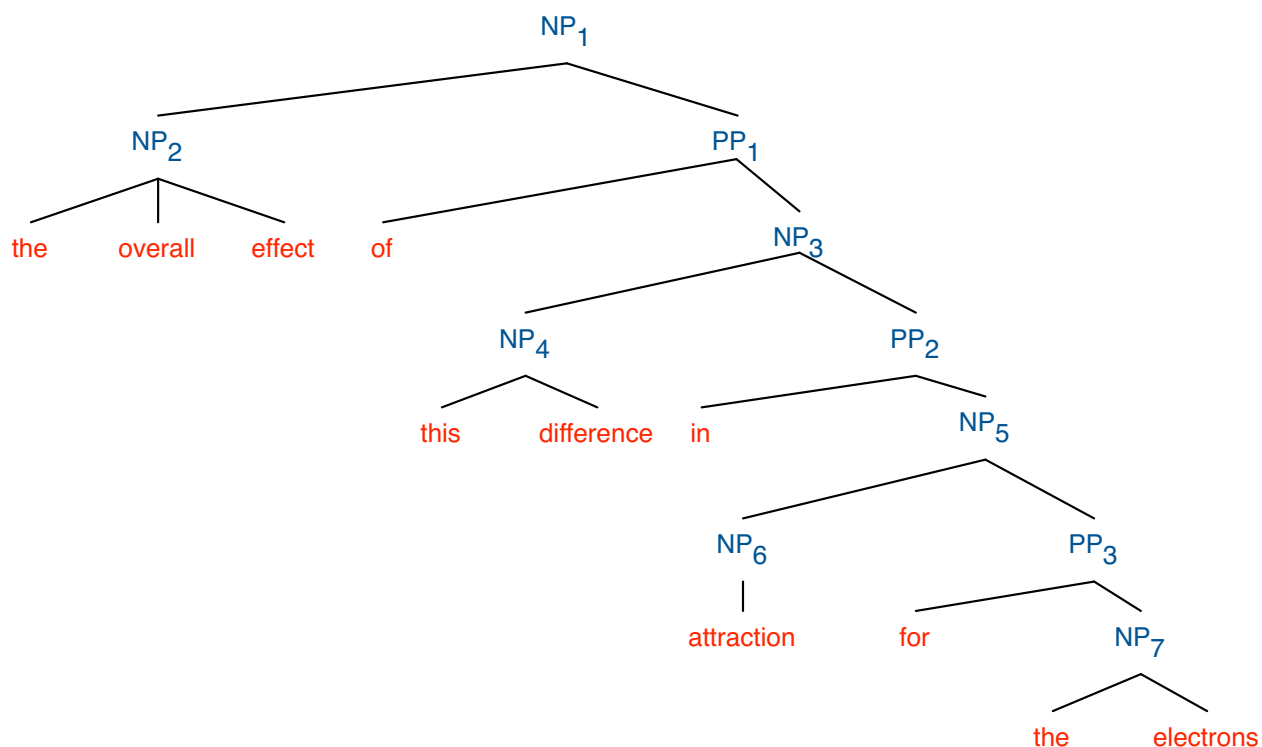 NP1
NP2 PP1
the overall effect of
NP3
NP4 PP2
this difference in
NP5
NP6 PP3
attraction for
NP7
the electrons